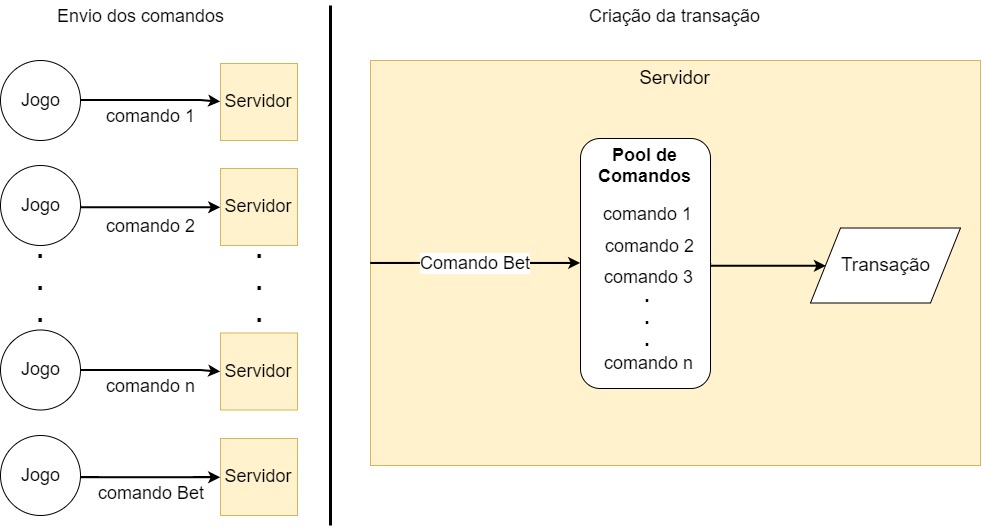 Envio dos comandos
Jogo
comando 1
Servidor
Jogo
comando 2
Servidor
.
.
.
.
.
.
Jogo
comando n
Servidor
Jogo
comando Bet
Servidor
Criação da transação
Servidor
Comando Bet
Pool de
Comandos
comando 1
comando 2
comando 3
.
.
.
comando n
Transação